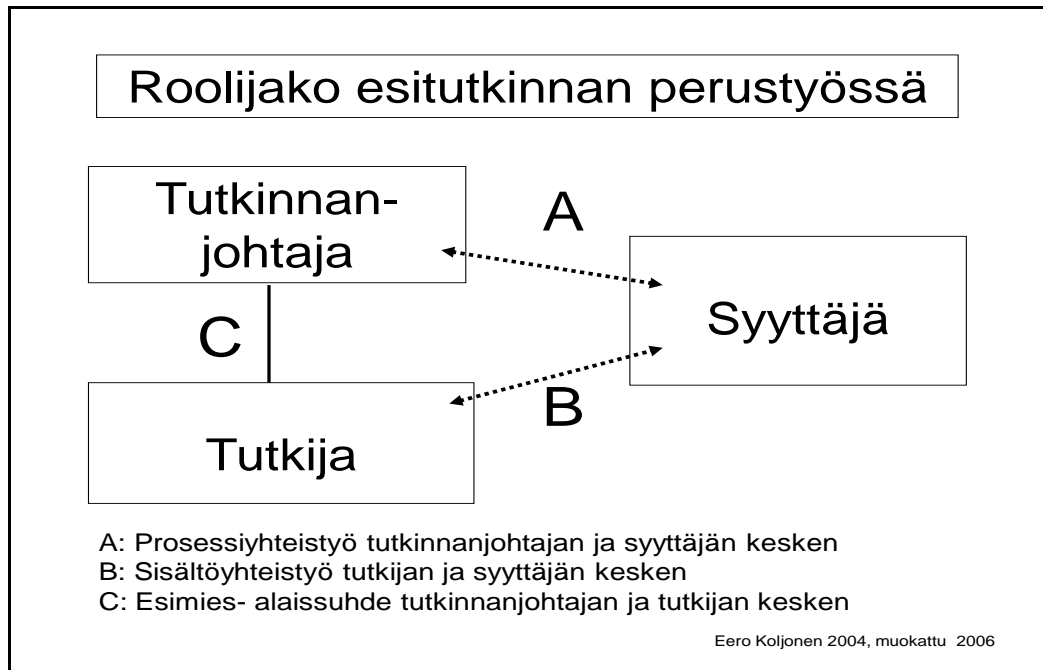 Roolijako esitutkinnan perustyössä
Tutkinnan-
johtaja
A
Syyttäjä
C
B
Tutkija
A: Prosessiyhteistyö tutkinnanjohtajan ja syyttäjän kesken
B: Sisältöyhteistyö tutkijan ja syyttäjän kesken
C: Esimies- alaissuhde tutkinnanjohtajan ja tutkijan kesken
Eero Koljonen 2004, muokattu 2006